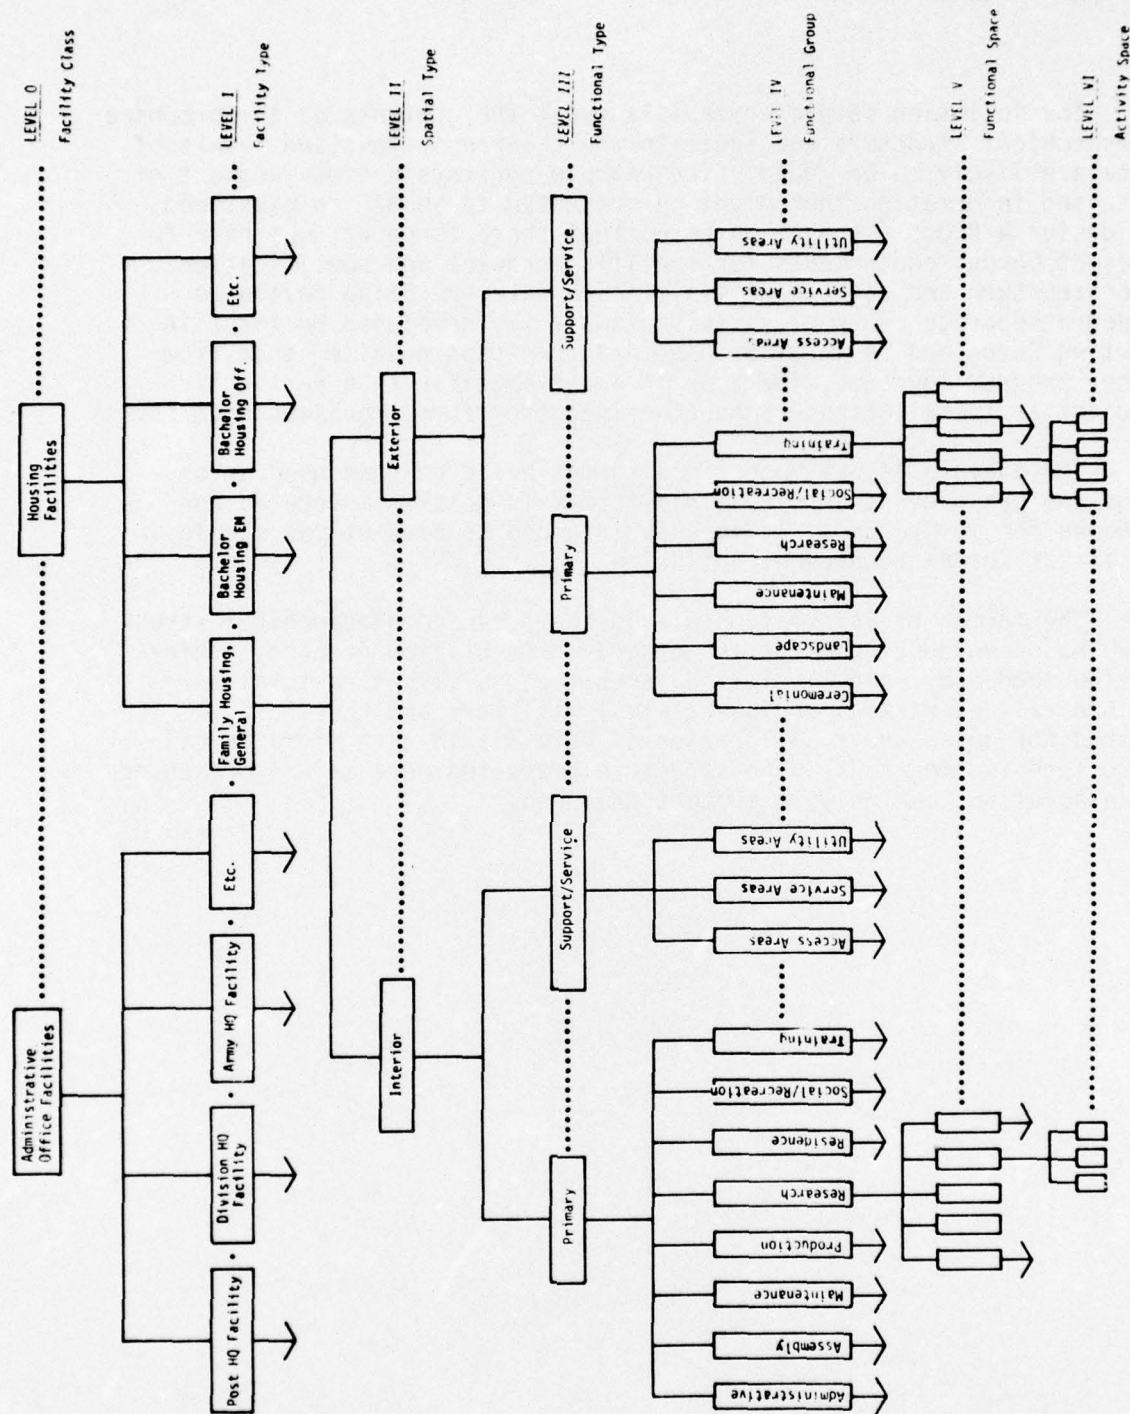 Administrative
Office Facilities
Housing
Facilities
LEVEL 0
Facility Class
Post HQ Facility
Division HQ
Facility
Army HQ Facility
Etc.
Family Housing,
General
Bachelor
Housing EM
Bachelor
Housing Off.
Etc.
LEVEL I
Facility Type
Interior
Exterior
LEVEL II
Spatial Type
Primary
Support/Service
Primary
Support/Service
LEVEL III
Functional Type
Administrative
Assembly
Maintenance
Production
Research
Residence
Social/Recreation
Training
Access Areas
Service Areas
Utility Areas
Ceremonial
Landscape
Maintenance
Research
Social/Recreation
Training
Access Areas
Service Areas
Utility Areas
LEVEL IV
Functional Group
LEVEL V
Functional Space
LEVEL VI
Activity Space